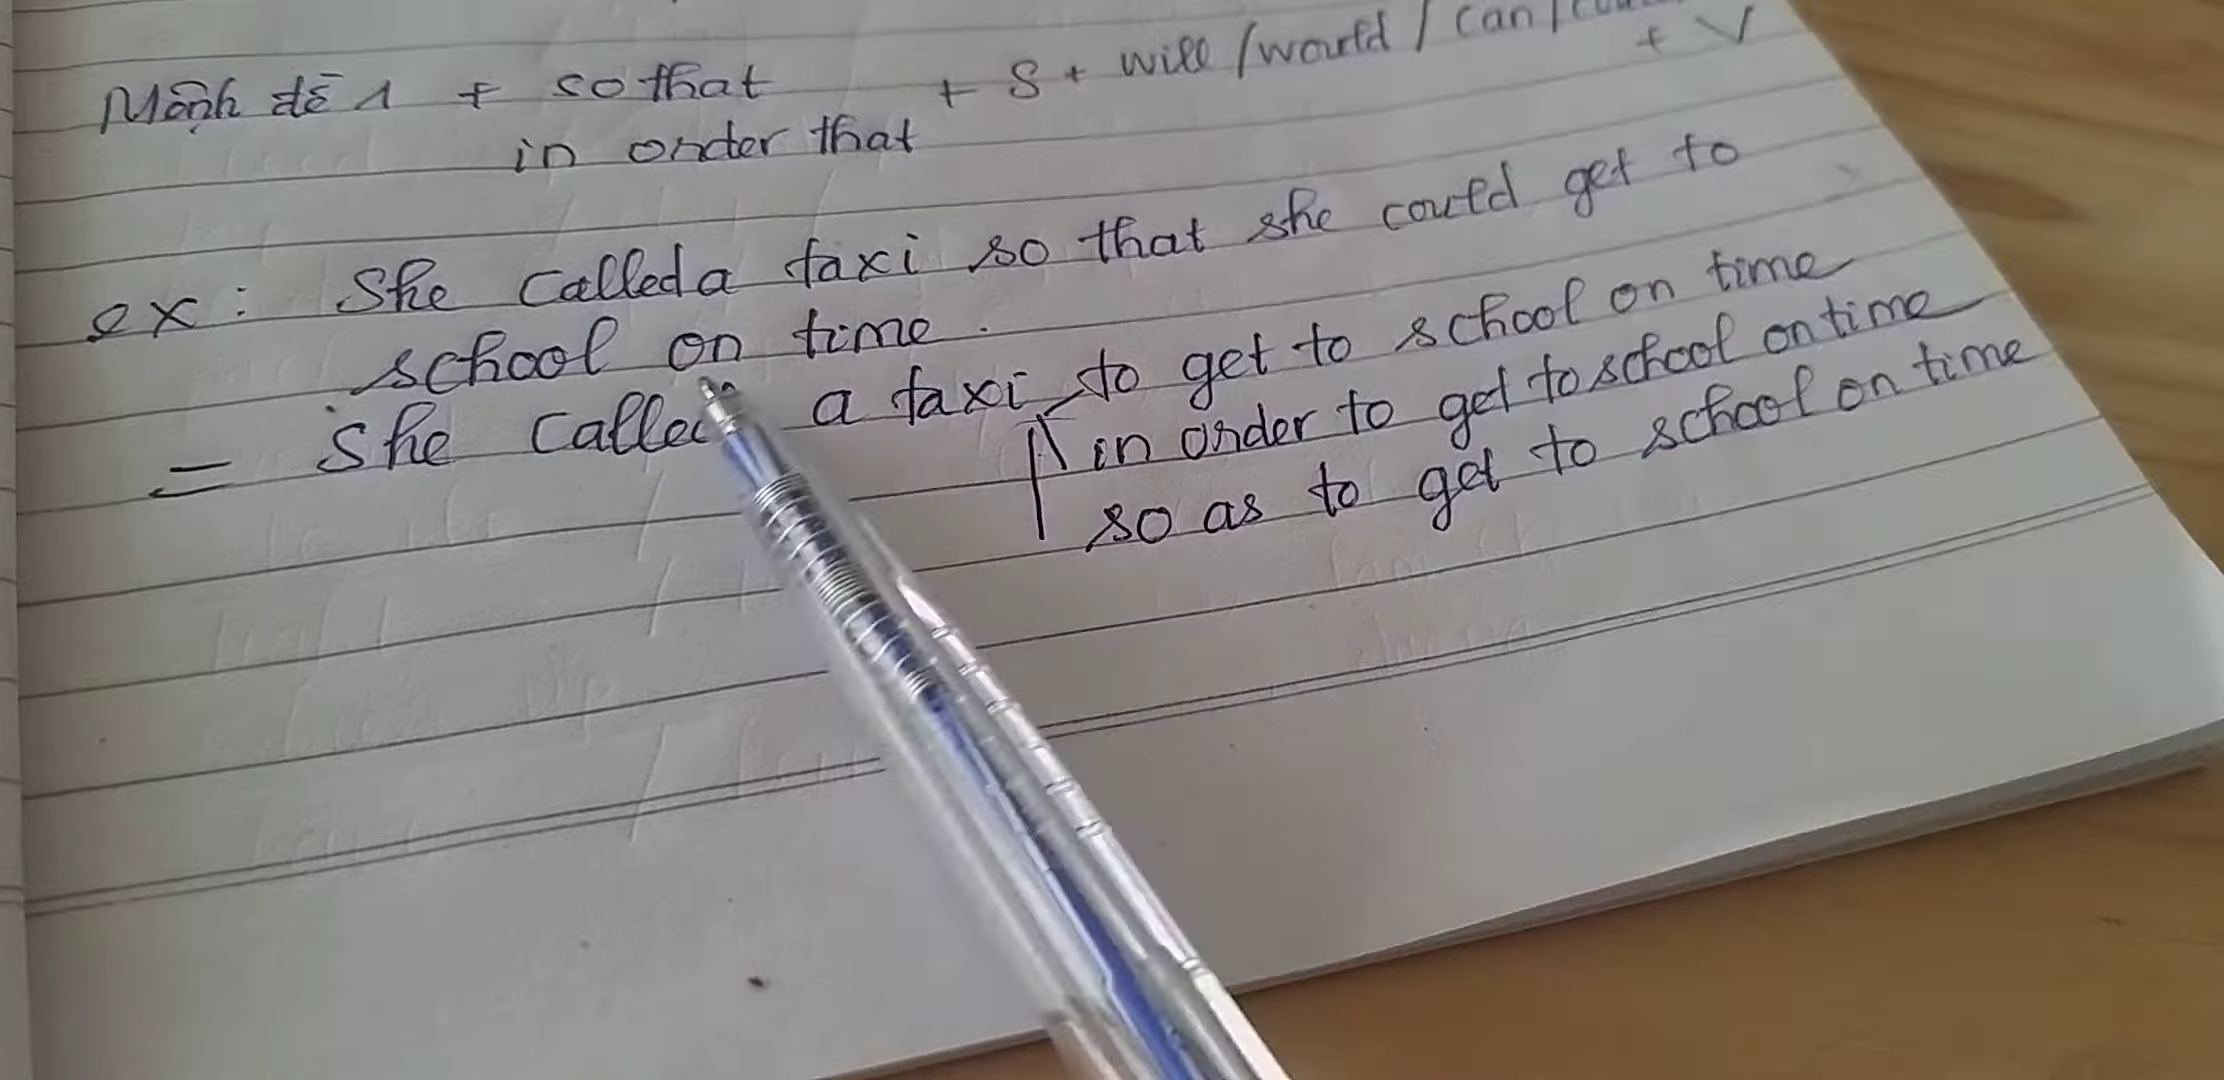 Mệnh đề 1 + so that + S + will / would / can /
+ V
in order that
ex: She called a taxi so that she could get to
school on time.
= She called a taxi to get to school on time
in order to get to school on time
so as to get to school on time